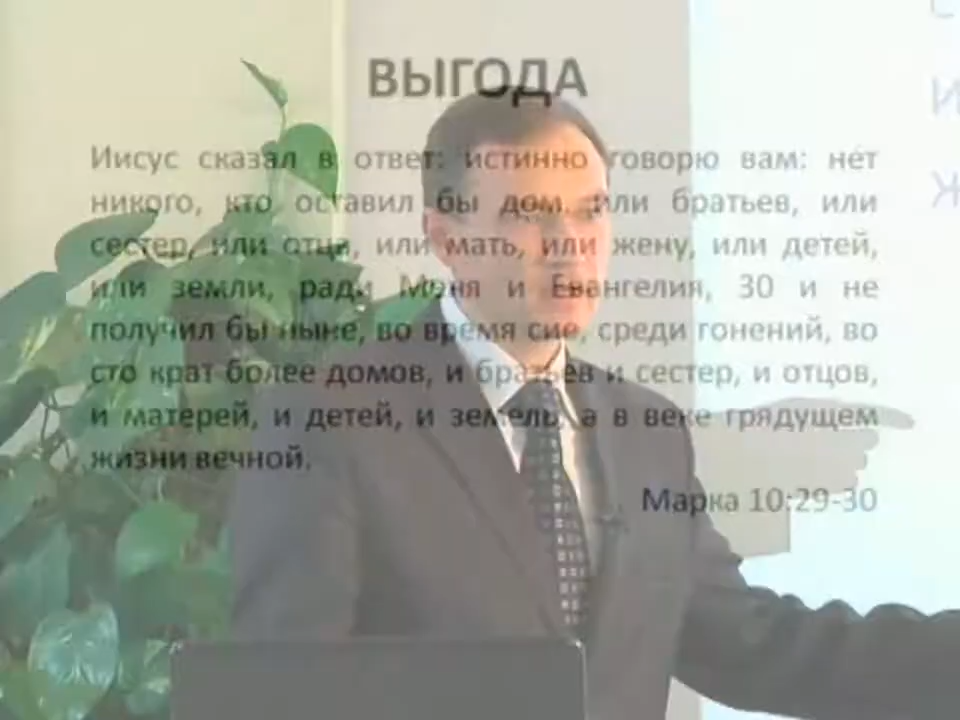 ВЫГОДА
Иисус сказал в ответ: истинно говорю вам: нет
никого, кто оставил бы дом, или братьев, или
сестер, или отца, или мать, или жену, или детей,
или земли, ради Меня и Евангелия, 30 и не
получил бы ныне, во время сие, среди гонений, во
сто крат более домов, и братьев и сестер, и отцов,
и матерей, и детей, и земель, а в веке грядущем
жизни вечной.
Марка 10:29-30